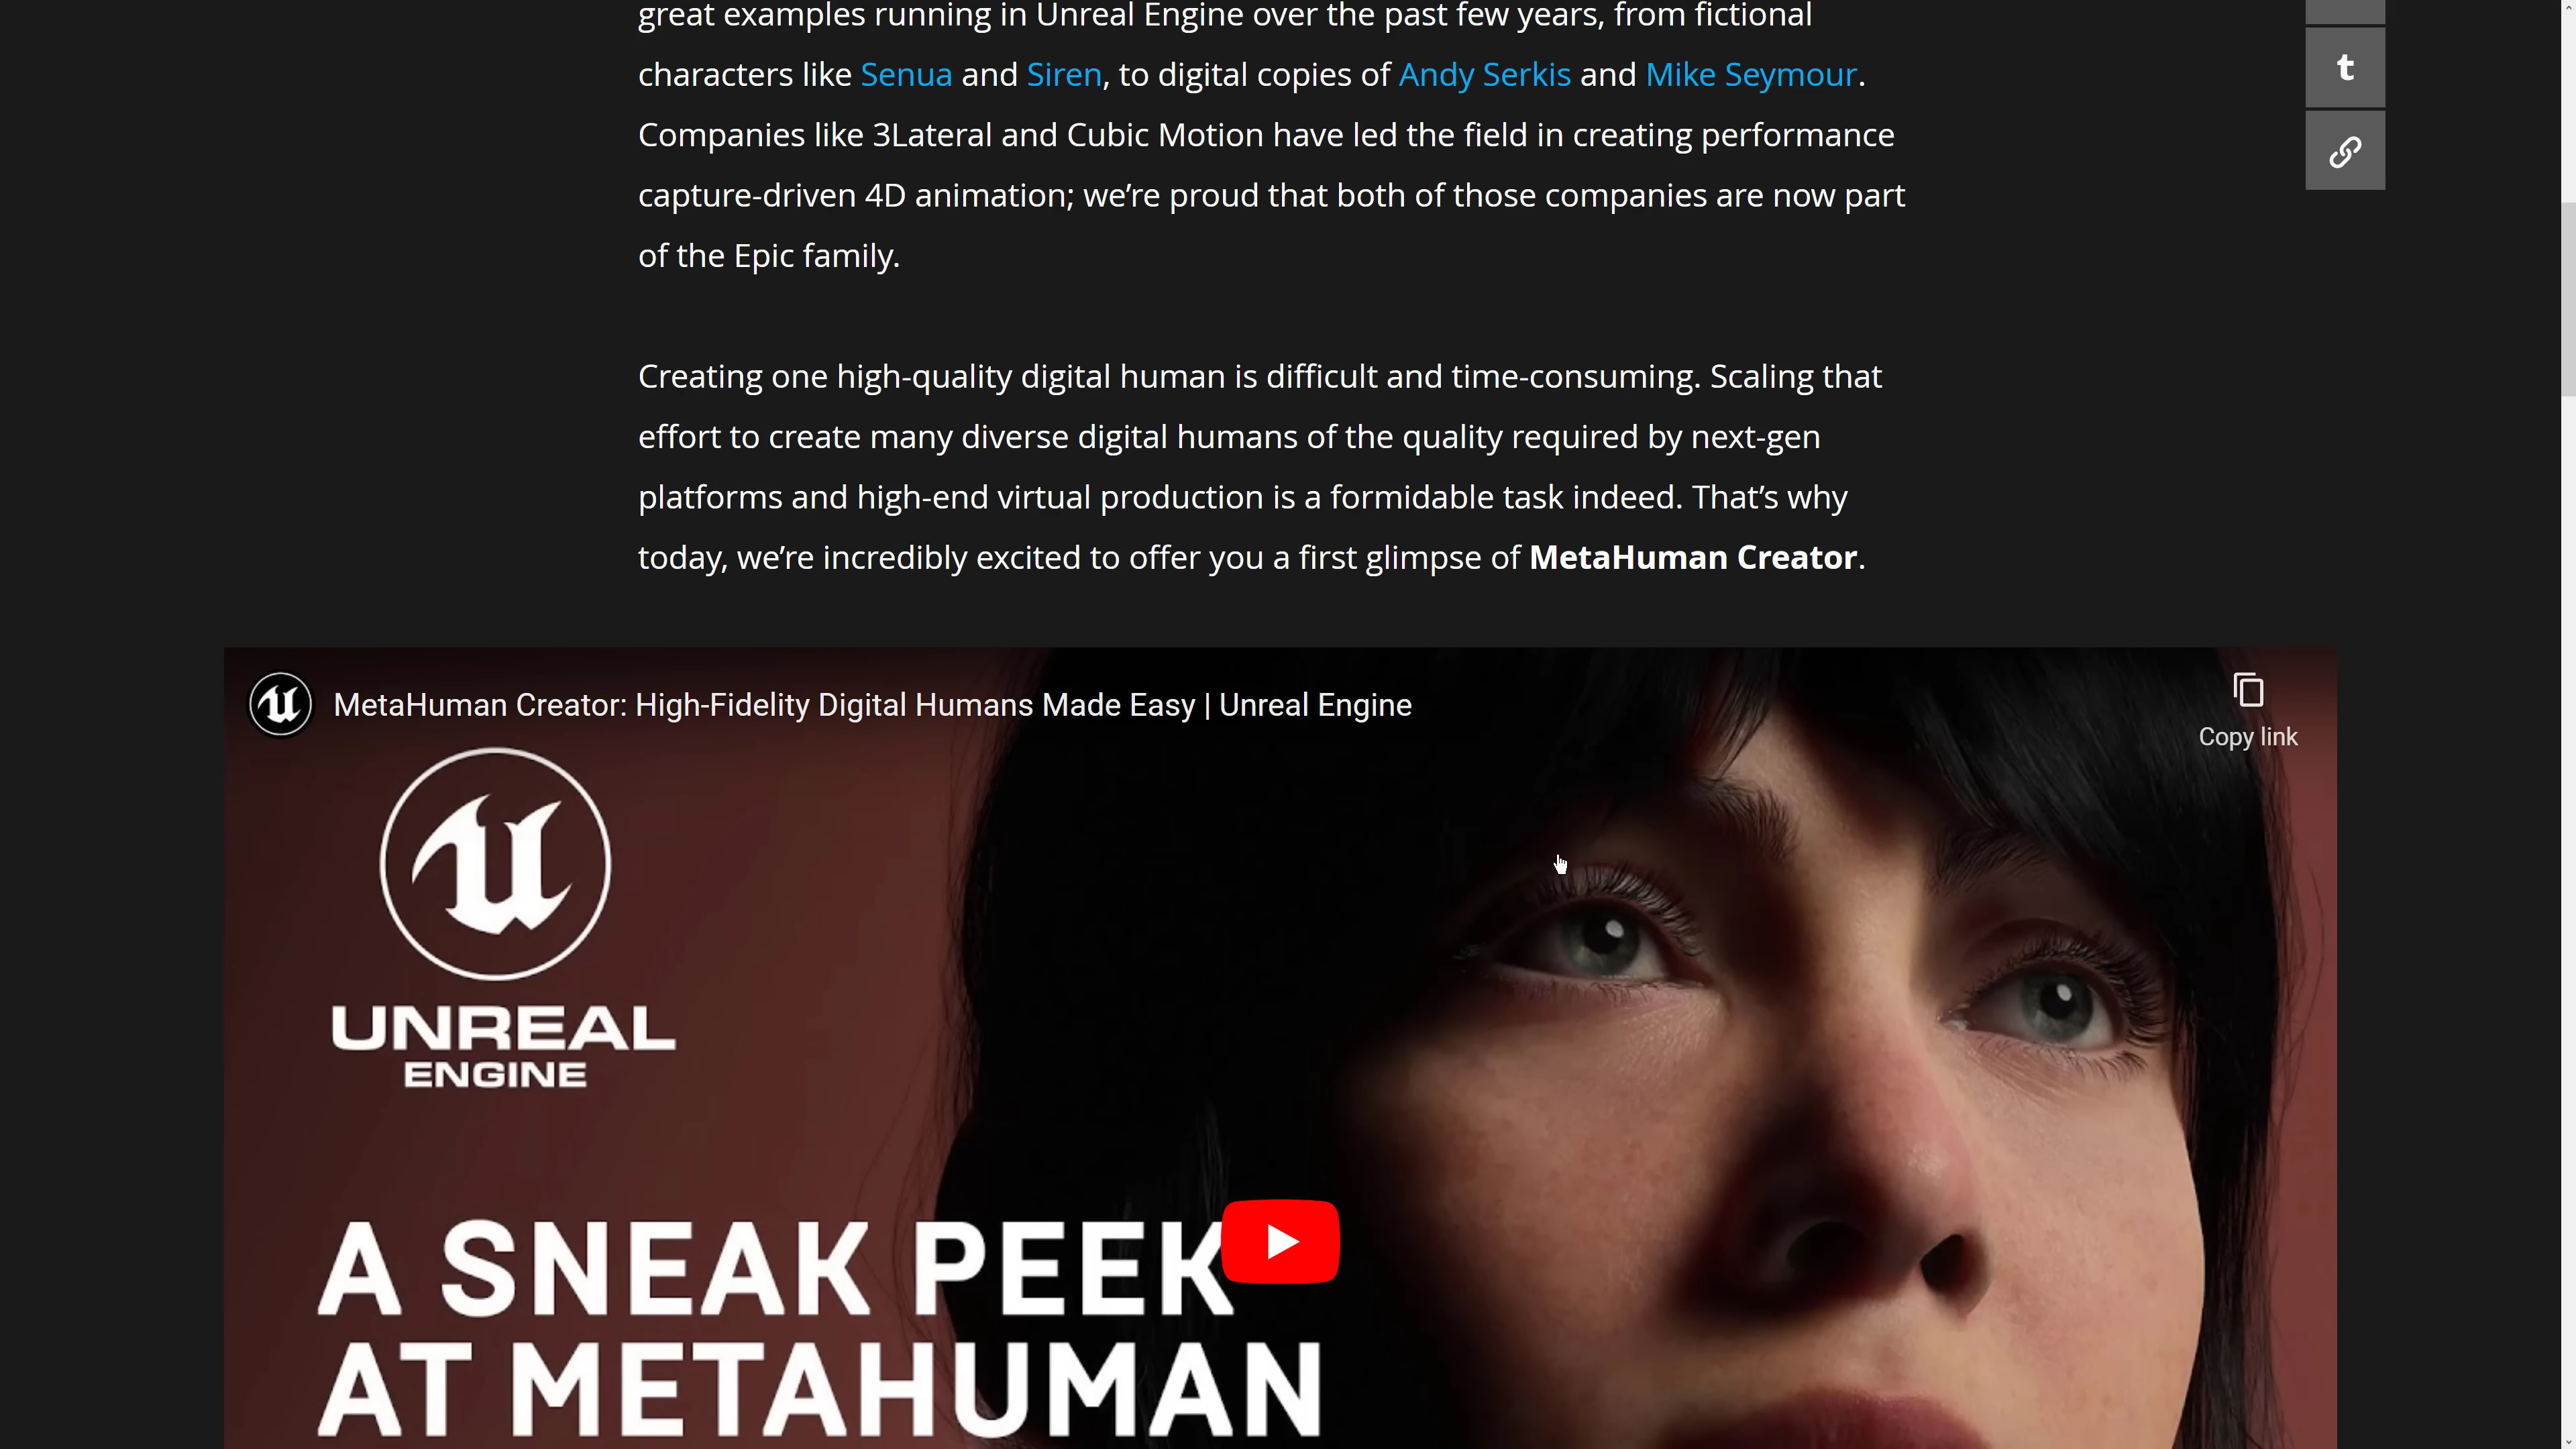 great examples running in Unreal Engine over the past few years, from fictional
characters like Senua and Siren, to digital copies of Andy Serkis and Mike Seymour.
Companies like 3Lateral and Cubic Motion have led the field in creating performance
capture-driven 4D animation; we’re proud that both of those companies are now part
of the Epic family.
Creating one high-quality digital human is difficult and time-consuming. Scaling that
effort to create many diverse digital humans of the quality required by next-gen
platforms and high-end virtual production is a formidable task indeed. That’s why
today, we’re incredibly excited to offer you a first glimpse of MetaHuman Creator.
MetaHuman Creator: High-Fidelity Digital Humans Made Easy | Unreal Engine
Copy link
UNREAL
ENGINE
A SNEAK PEEK
AT METAHUMAN